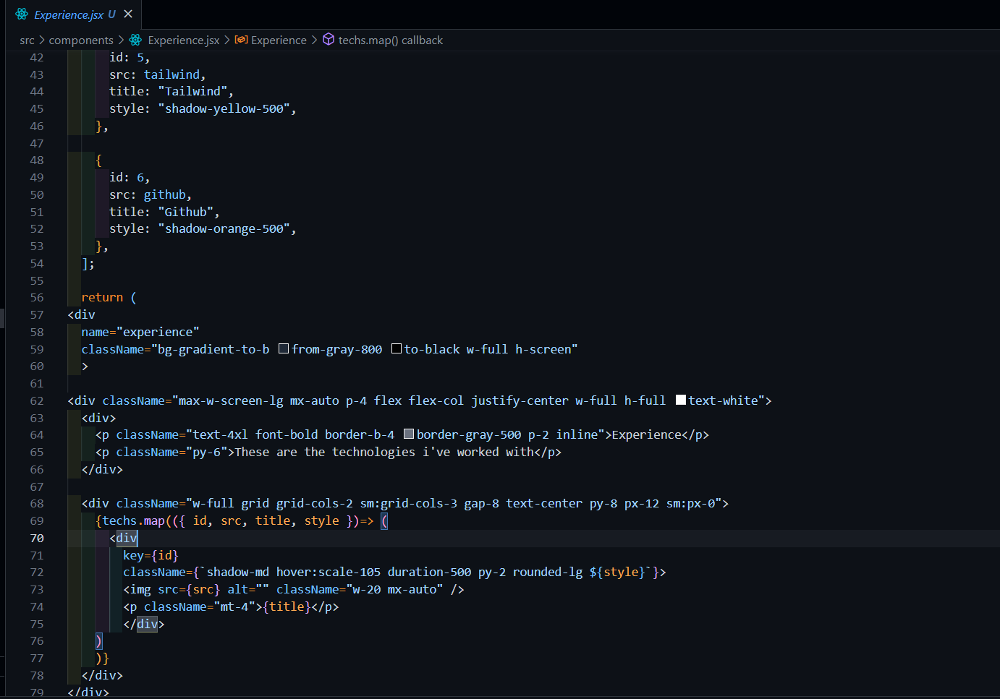 Experience.jsx U ×
src > components > Experience.jsx > Experience > techs.map() callback
42 id: 5,
43 src: tailwind,
44 title: "Tailwind",
45 style: "shadow-yellow-500",
46 },
47
48 {
49 id: 6,
50 src: github,
51 title: "Github",
52 style: "shadow-orange-500",
53 },
54 ];
55
56 return (
57 <div
58 name="experience"
59 className="bg-gradient-to-b from-gray-800 to-black w-full h-screen"
60 >
61
62 <div className="max-w-screen-lg mx-auto p-4 flex flex-col justify-center w-full h-full text-white">
63 <div>
64 <p className="text-4xl font-bold border-b-4 border-gray-500 p-2 inline">Experience</p>
65 <p className="py-6">These are the technologies i've worked with</p>
66 </div>
67
68 <div className="w-full grid grid-cols-2 sm:grid-cols-3 gap-8 text-center py-8 px-12 sm:px-0">
69 {techs.map(({ id, src, title, style })=> (
70 <div
71 key={id}
72 className={`shadow-md hover:scale-105 duration-500 py-2 rounded-lg ${style}`}>
73 <img src={src} alt="" className="w-20 mx-auto" />
74 <p className="mt-4">{title}</p>
75 </div>
76 )
77 )}
78 </div>
79 </div>